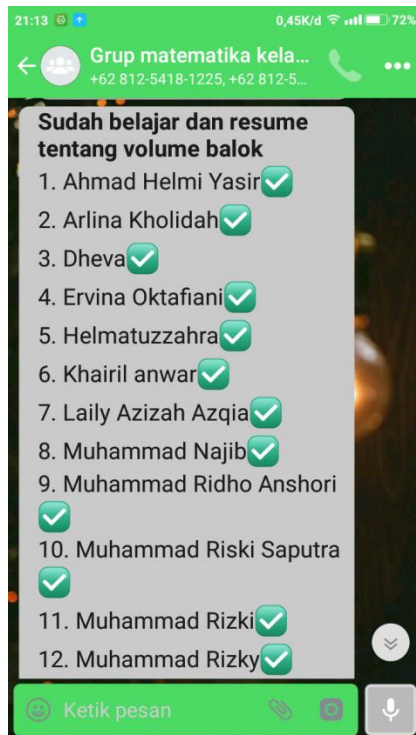 21:13 0,45K/d 72%
Grup matematika kela...
+62 812-5418-1225, +62 812-5...
Sudah belajar dan resume
tentang volume balok
1. Ahmad Helmi Yasir✅
2. Arlina Kholidah✅
3. Dheva✅
4. Ervina Oktafiani✅
5. Helmatuzzahra✅
6. Khairil anwar✅
7. Laily Azizah Azqia✅
8. Muhammad Najib✅
9. Muhammad Ridho Anshori
✅
10. Muhammad Riski Saputra
✅
11. Muhammad Rizki✅
12. Muhammad Rizky✅
Ketik pesan